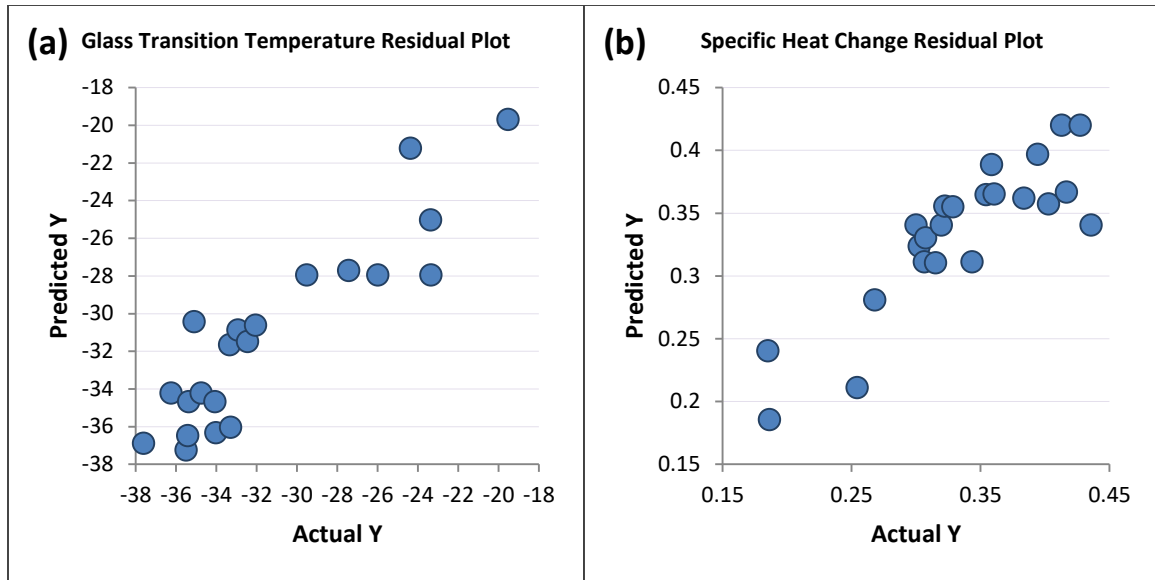 (a) Glass Transition Temperature Residual Plot
-18
-20
-22
-24
-26
-28
-30
-32
-34
-36
-38
Predicted Y
-38 -36 -34 -32 -30 -28 -26 -24 -22 -20 -18
Actual Y
(b) Specific Heat Change Residual Plot
0.45
0.4
0.35
0.3
0.25
0.2
0.15
Predicted Y
0.15 0.25 0.35 0.45
Actual Y